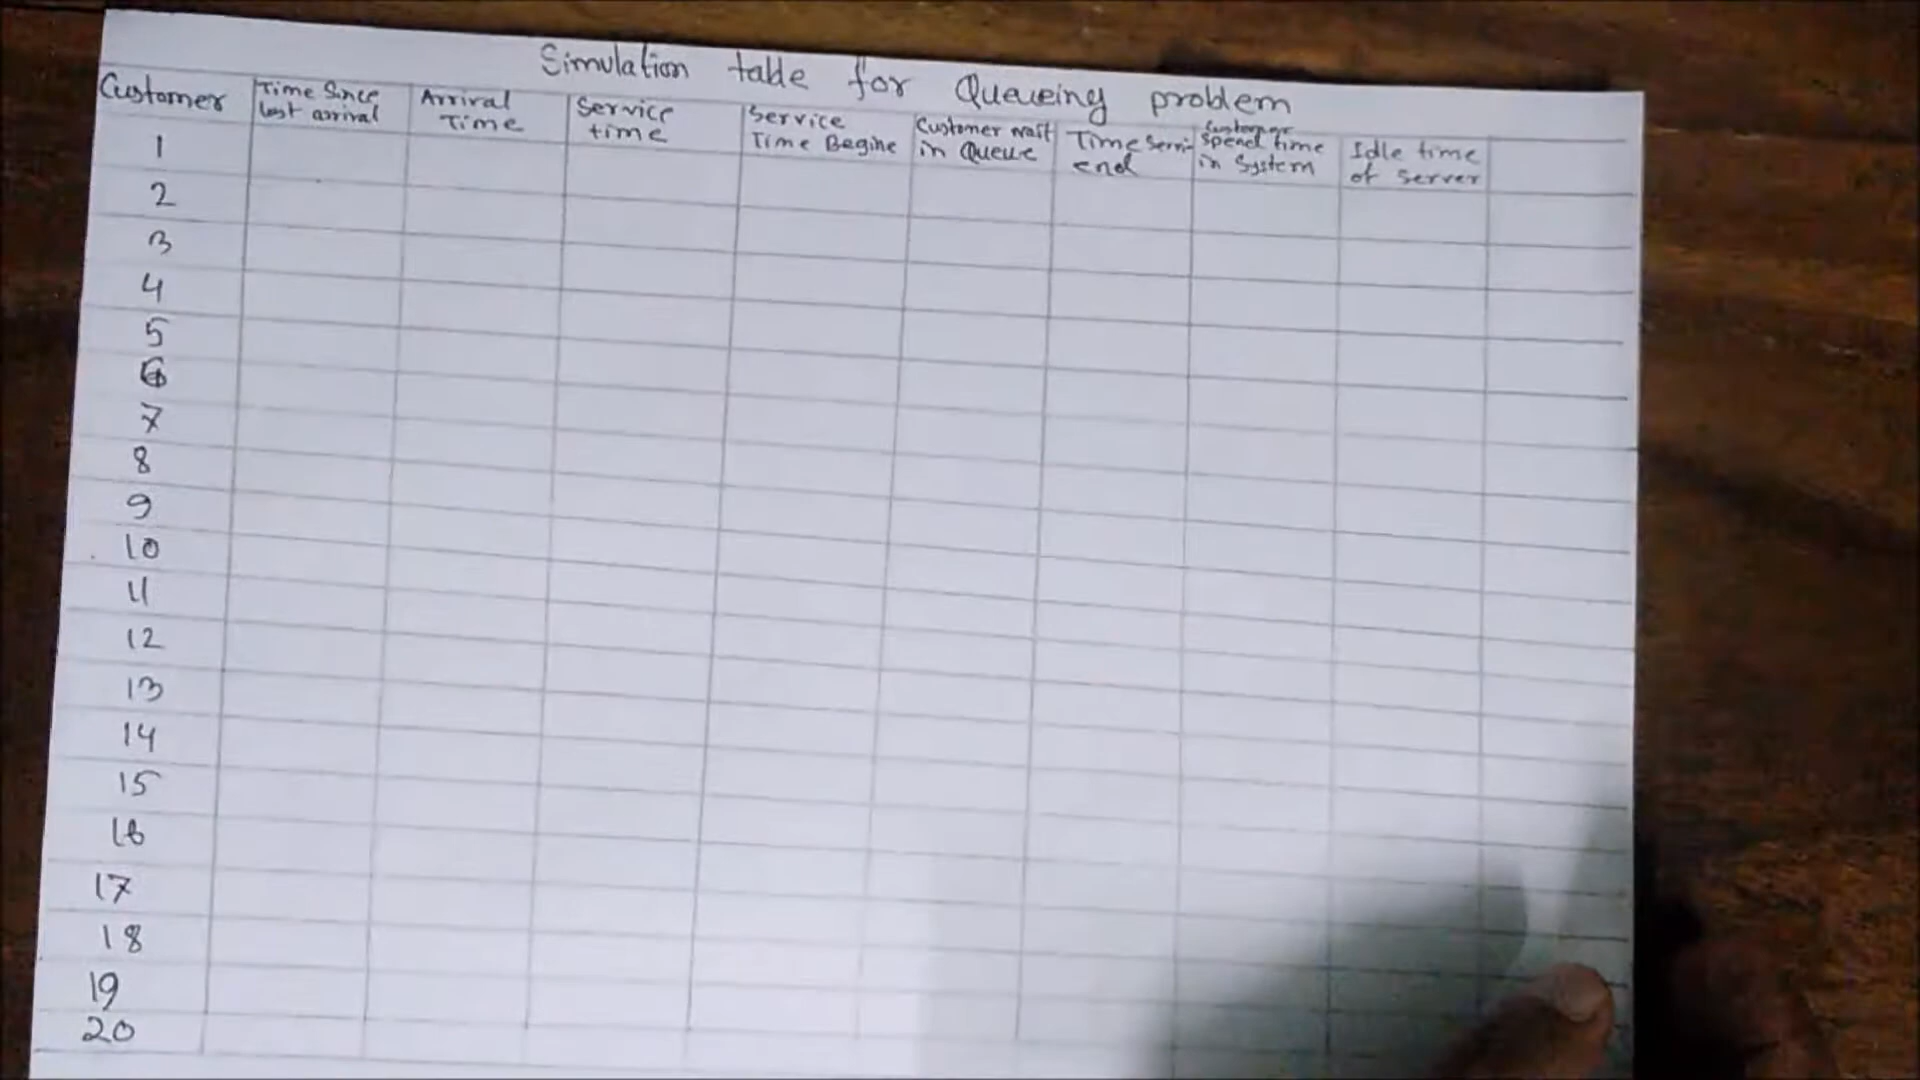 Simulation table for Queueing problem
Customer
Time Since
last arrival
Arrival
Time
Service
time
Service
Time Begine
Customer wait
in Queue
Time Servi
end
Customer
Spend time
in System
Idle time
of Server
1
2
3
4
5
6
7
8
9
10
11
12
13
14
15
16
17
18
19
20